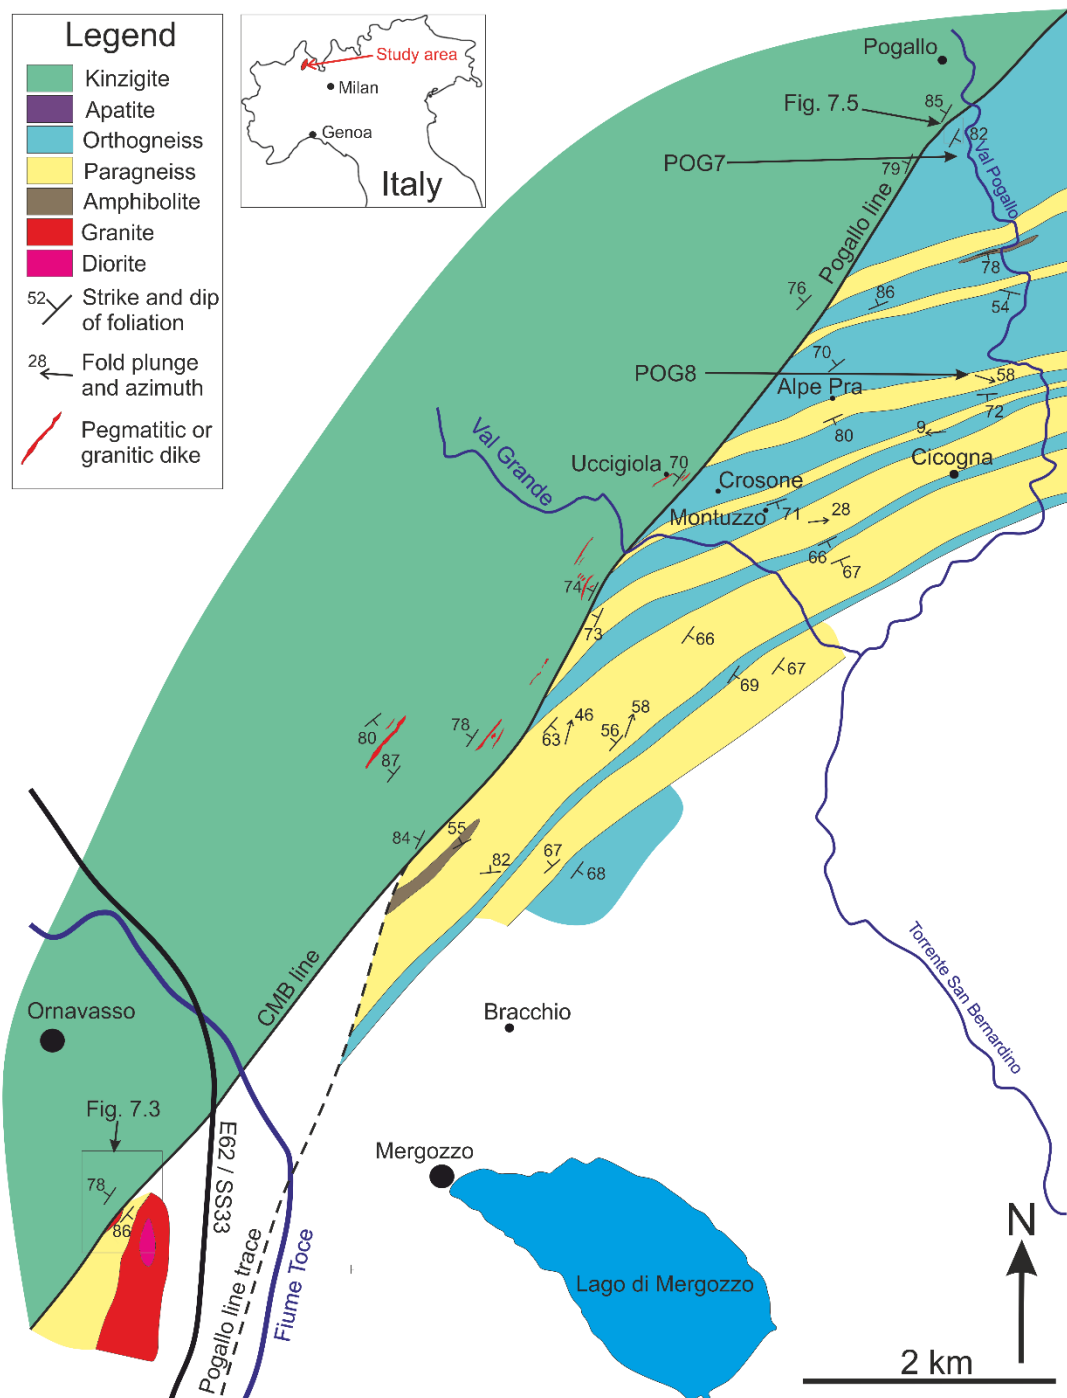 Legend
Kinzigite
Apatite
Orthogneiss
Paragneiss
Amphibolite
Granite
Diorite
52
Strike and dip
of foliation
28
Fold plunge
and azimuth
Pegmatitic or
granitic dike
Study area
Milan
Genoa
Italy
Pogallo
Fig. 7.5
85
82
POG7
79
Val Pogallo
Pogallo line
78
76
86
54
70
POG8
58
Alpe Pra
72
80
9
Val Grande
Uccigiola
70
Cicogna
Crosone
Montuzzo
71
28
66
67
74
73
66
67
69
58
46
80
78
63
56
87
84
55
82
67
68
CMB line
Torrente San Bernardino
Ornavasso
Bracchio
Fig. 7.3
E62 / SS33
Mergozzo
78
86
Pogallo line trace
Fiume Toce
Lago di Mergozzo
N
2 km